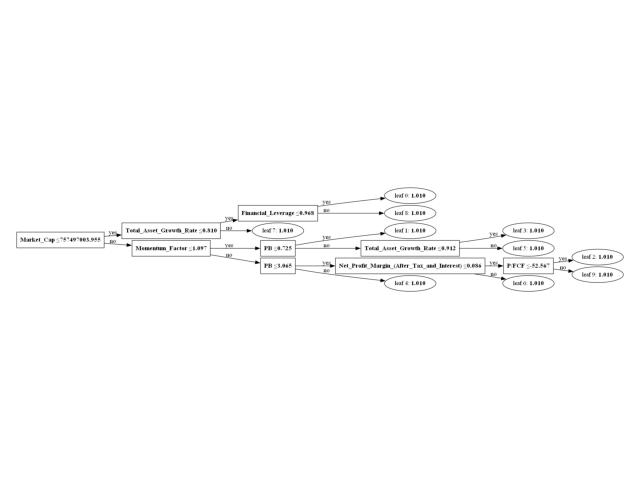 leaf 0: 1.010
yes
Financial_Leverage ≤0.968
no
leaf 8: 1.010
yes
Total_Asset_Growth_Rate ≤0.810
no
leaf 7: 1.010
yes
Market_Cap ≤757497003.955
no
Momentum_Factor ≤1.097
yes
PB ≤0.725
yes
leaf 1: 1.010
no
Total_Asset_Growth_Rate ≤0.912
yes
leaf 3: 1.010
no
leaf 5: 1.010
no
PB ≤3.065
yes
Net_Profit_Margin_(After_Tax_and_Interest) ≤0.086
yes
P/FCF ≤-52.567
yes
leaf 2: 1.010
no
leaf 9: 1.010
no
leaf 6: 1.010
no
1.010